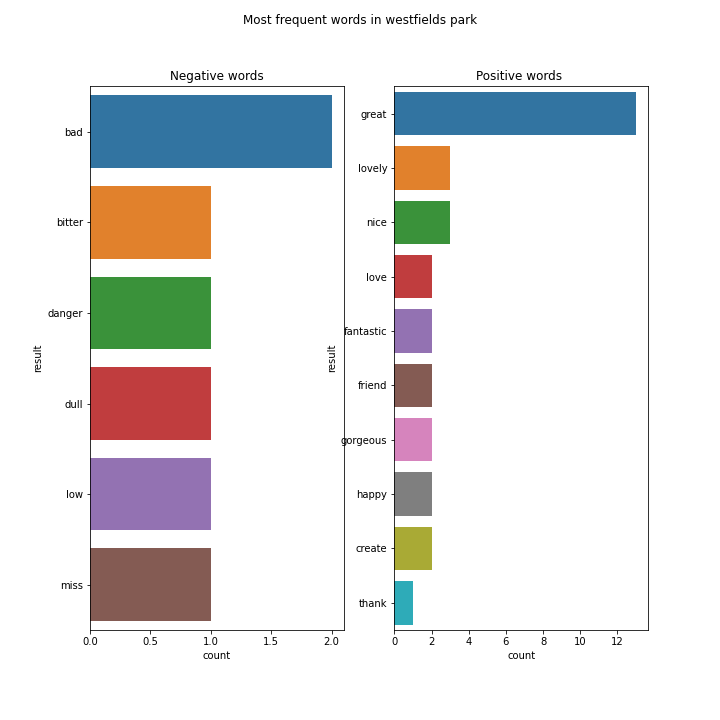 Most frequent words in westfields park
Negative words
bad
bitter
danger
dull
low
miss
result
0.0 0.5 1.0 1.5 2.0
count
Positive words
great
lovely
nice
love
fantastic
friend
gorgeous
happy
create
thank
result
0 2 4 6 8 10 12
count